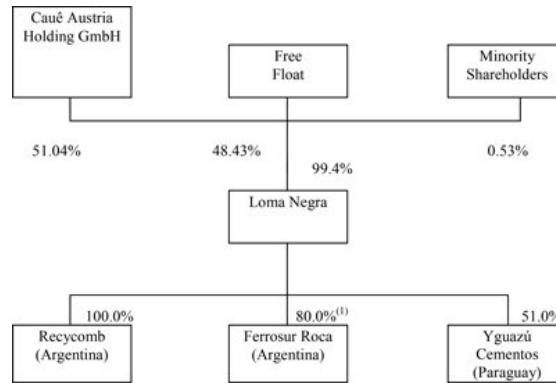 Cauê Austria
Holding GmbH
Free
Float
Minority
Shareholders
51.04%
48.43%
0.53%
99.4%
Loma Negra
100.0%
80.0%(1)
51.0%
Recycomb
(Argentina)
Ferrosur Roca
(Argentina)
Yguazú
Cementos
(Paraguay)